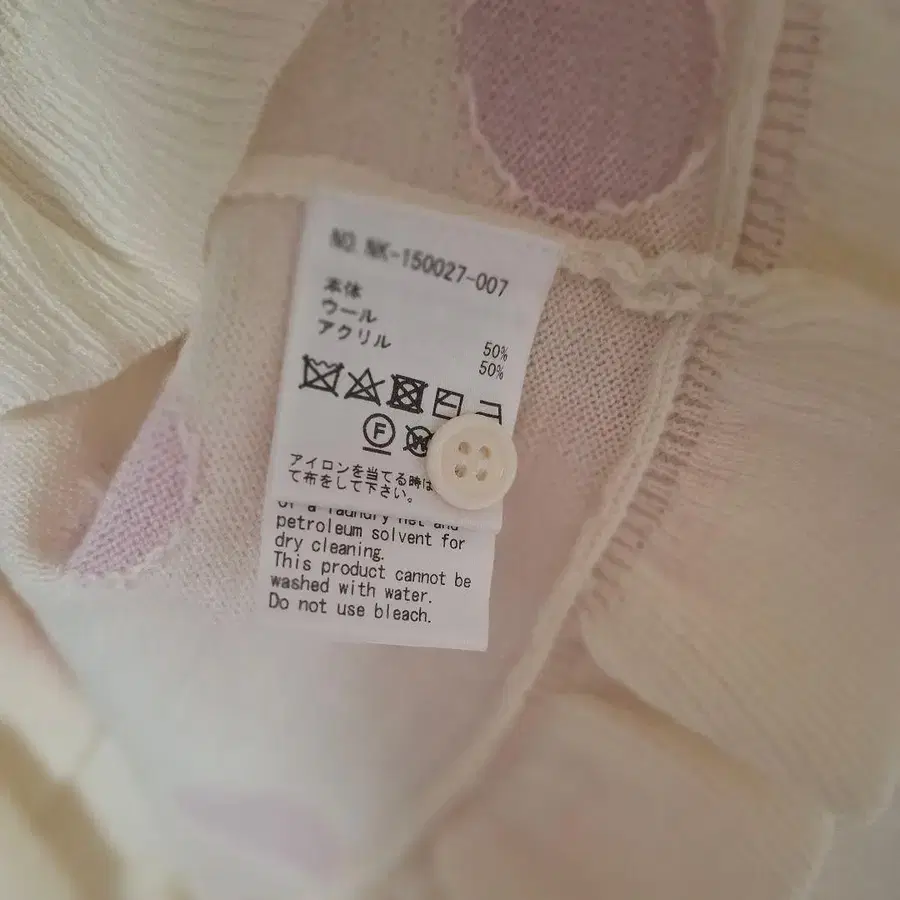 NO. NK-150027-007
本体
ウール 50%
アクリル 50%
F
W
アイロンを当てる時は
て布をして下さい。
of a laundry net and
petroleum solvent for
dry cleaning.
This product cannot be
washed with water.
Do not use bleach.